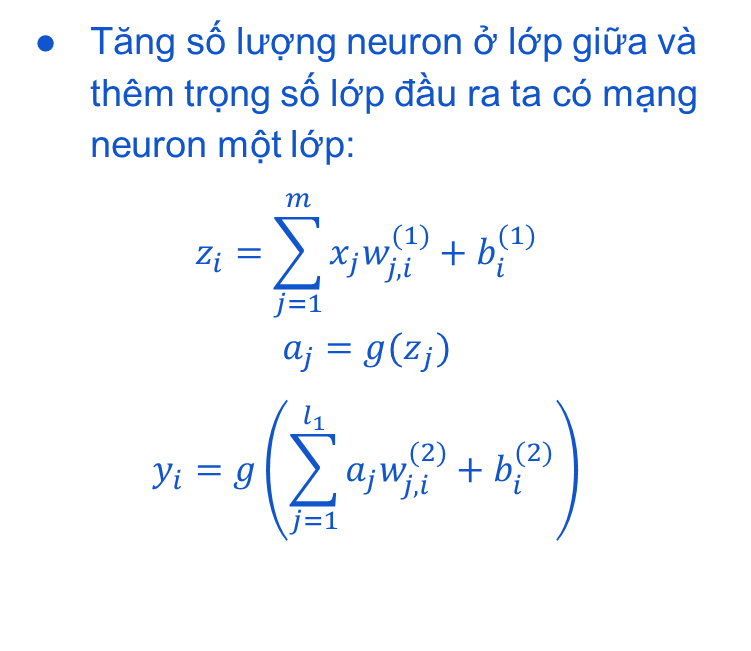 ● Tăng số lượng neuron ở lớp giữa và
thêm trọng số lớp đầu ra ta có mạng
neuron một lớp:
$z_i = \sum_{j=1}^{m} x_j w_{j,i}^{(1)} + b_i^{(1)}$
$a_j = g(z_j)$
$y_i = g\left(\sum_{j=1}^{l_1} a_j w_{j,i}^{(2)} + b_i^{(2)}\right)$